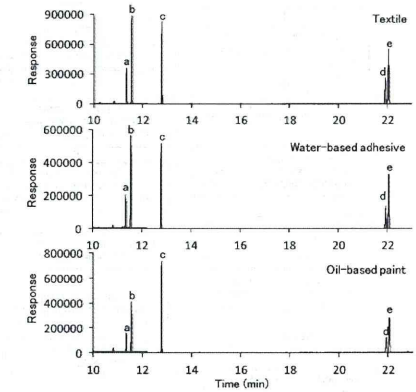 Textile
Response
900000
600000
300000
0
a
b
c
d
e
10 12 14 16 18 20 22
Water-based adhesive
Response
600000
400000
200000
0
a
b
c
d
e
10 12 14 16 18 20 22
Oil-based paint
Response
800000
600000
400000
200000
0
a
b
c
d
e
10 12 14 16 18 20 22
Time (min)